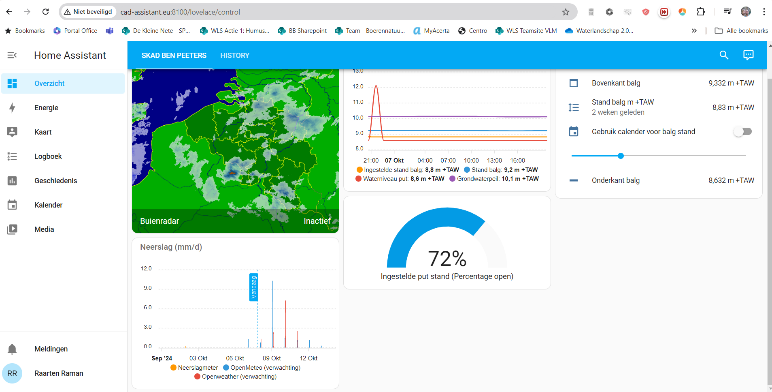 Niet beveiligd cad-assistant.eu:8100/lovelace/control
Bookmarks Portal Office De Kleine Nete - SP... WLS Actie 1: Humus... BB Sharepoint Team - Boerennatuu... MyAcerta Centro WLS Teamsite VLM Waterlandschap 2.0... Alle bookmarks
Home Assistant
SKAD BEN PEETERS HISTORY
Overzicht
Energie
Kaart
Logboek
Geschiedenis
Kalender
Media
Meldingen
RR Raarten Raman
Buienradar Inactief
Neerslag (mm/d)
12.0
9.0
6.0
3.0
0.0
Vandaag
Sep '24 03 Okt 06 Okt 09 Okt 12 Okt
Neerslagmeter OpenMeteo (verwachting)
Openweather (verwachting)
13.0
12.0
11.0
10.0
9.0
8.0
21:00 07 Okt 04:00 07:00 10:00 13:00 16:00
Ingestelde stand balg: 8,8 m +TAW Stand balg: 9,2 m +TAW
Waterniveau put: 8,6 m +TAW Grondwaterpeil: 10,1 m +TAW
72%
Ingestelde put stand (Percentage open)
Bovenkant balg 9,332 m +TAW
Stand balg m +TAW 8,83 m +TAW
2 weken geleden
Gebruik calender voor balg stand
Onderkant balg 8,632 m +TAW